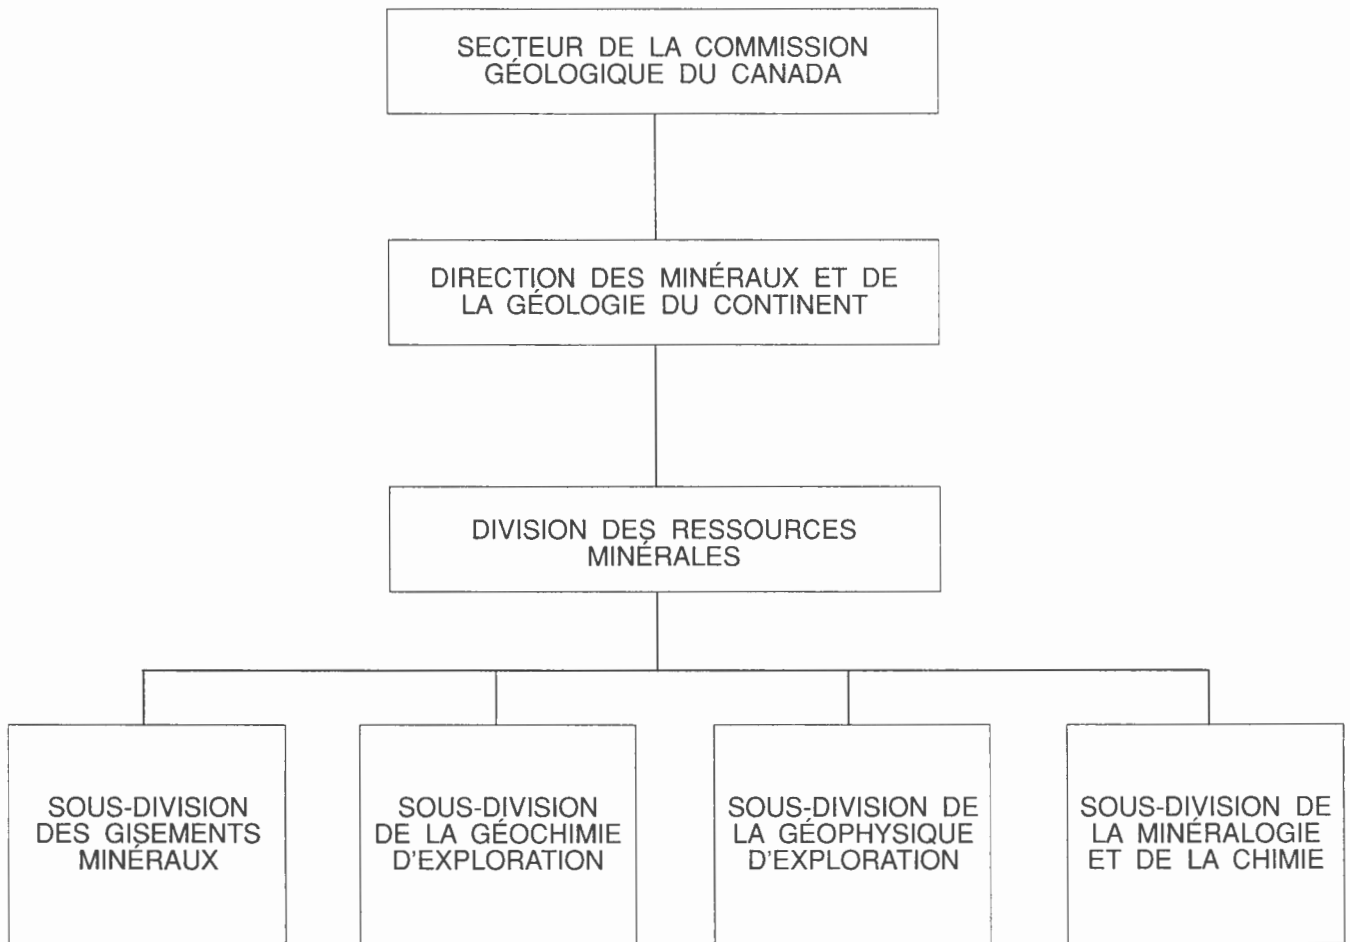 SECTEUR DE LA COMMISSION
GÉOLOGIQUE DU CANADA
DIRECTION DES MINÉRAUX ET DE
LA GÉOLOGIE DU CONTINENT
DIVISION DES RESSOURCES
MINÉRALES
SOUS-DIVISION
DES GISEMENTS
MINÉRAUX
SOUS-DIVISION
DE LA GÉOCHIMIE
D'EXPLORATION
SOUS-DIVISION DE
LA GÉOPHYSIQUE
D'EXPLORATION
SOUS-DIVISION DE
LA MINÉRALOGIE
ET DE LA CHIMIE